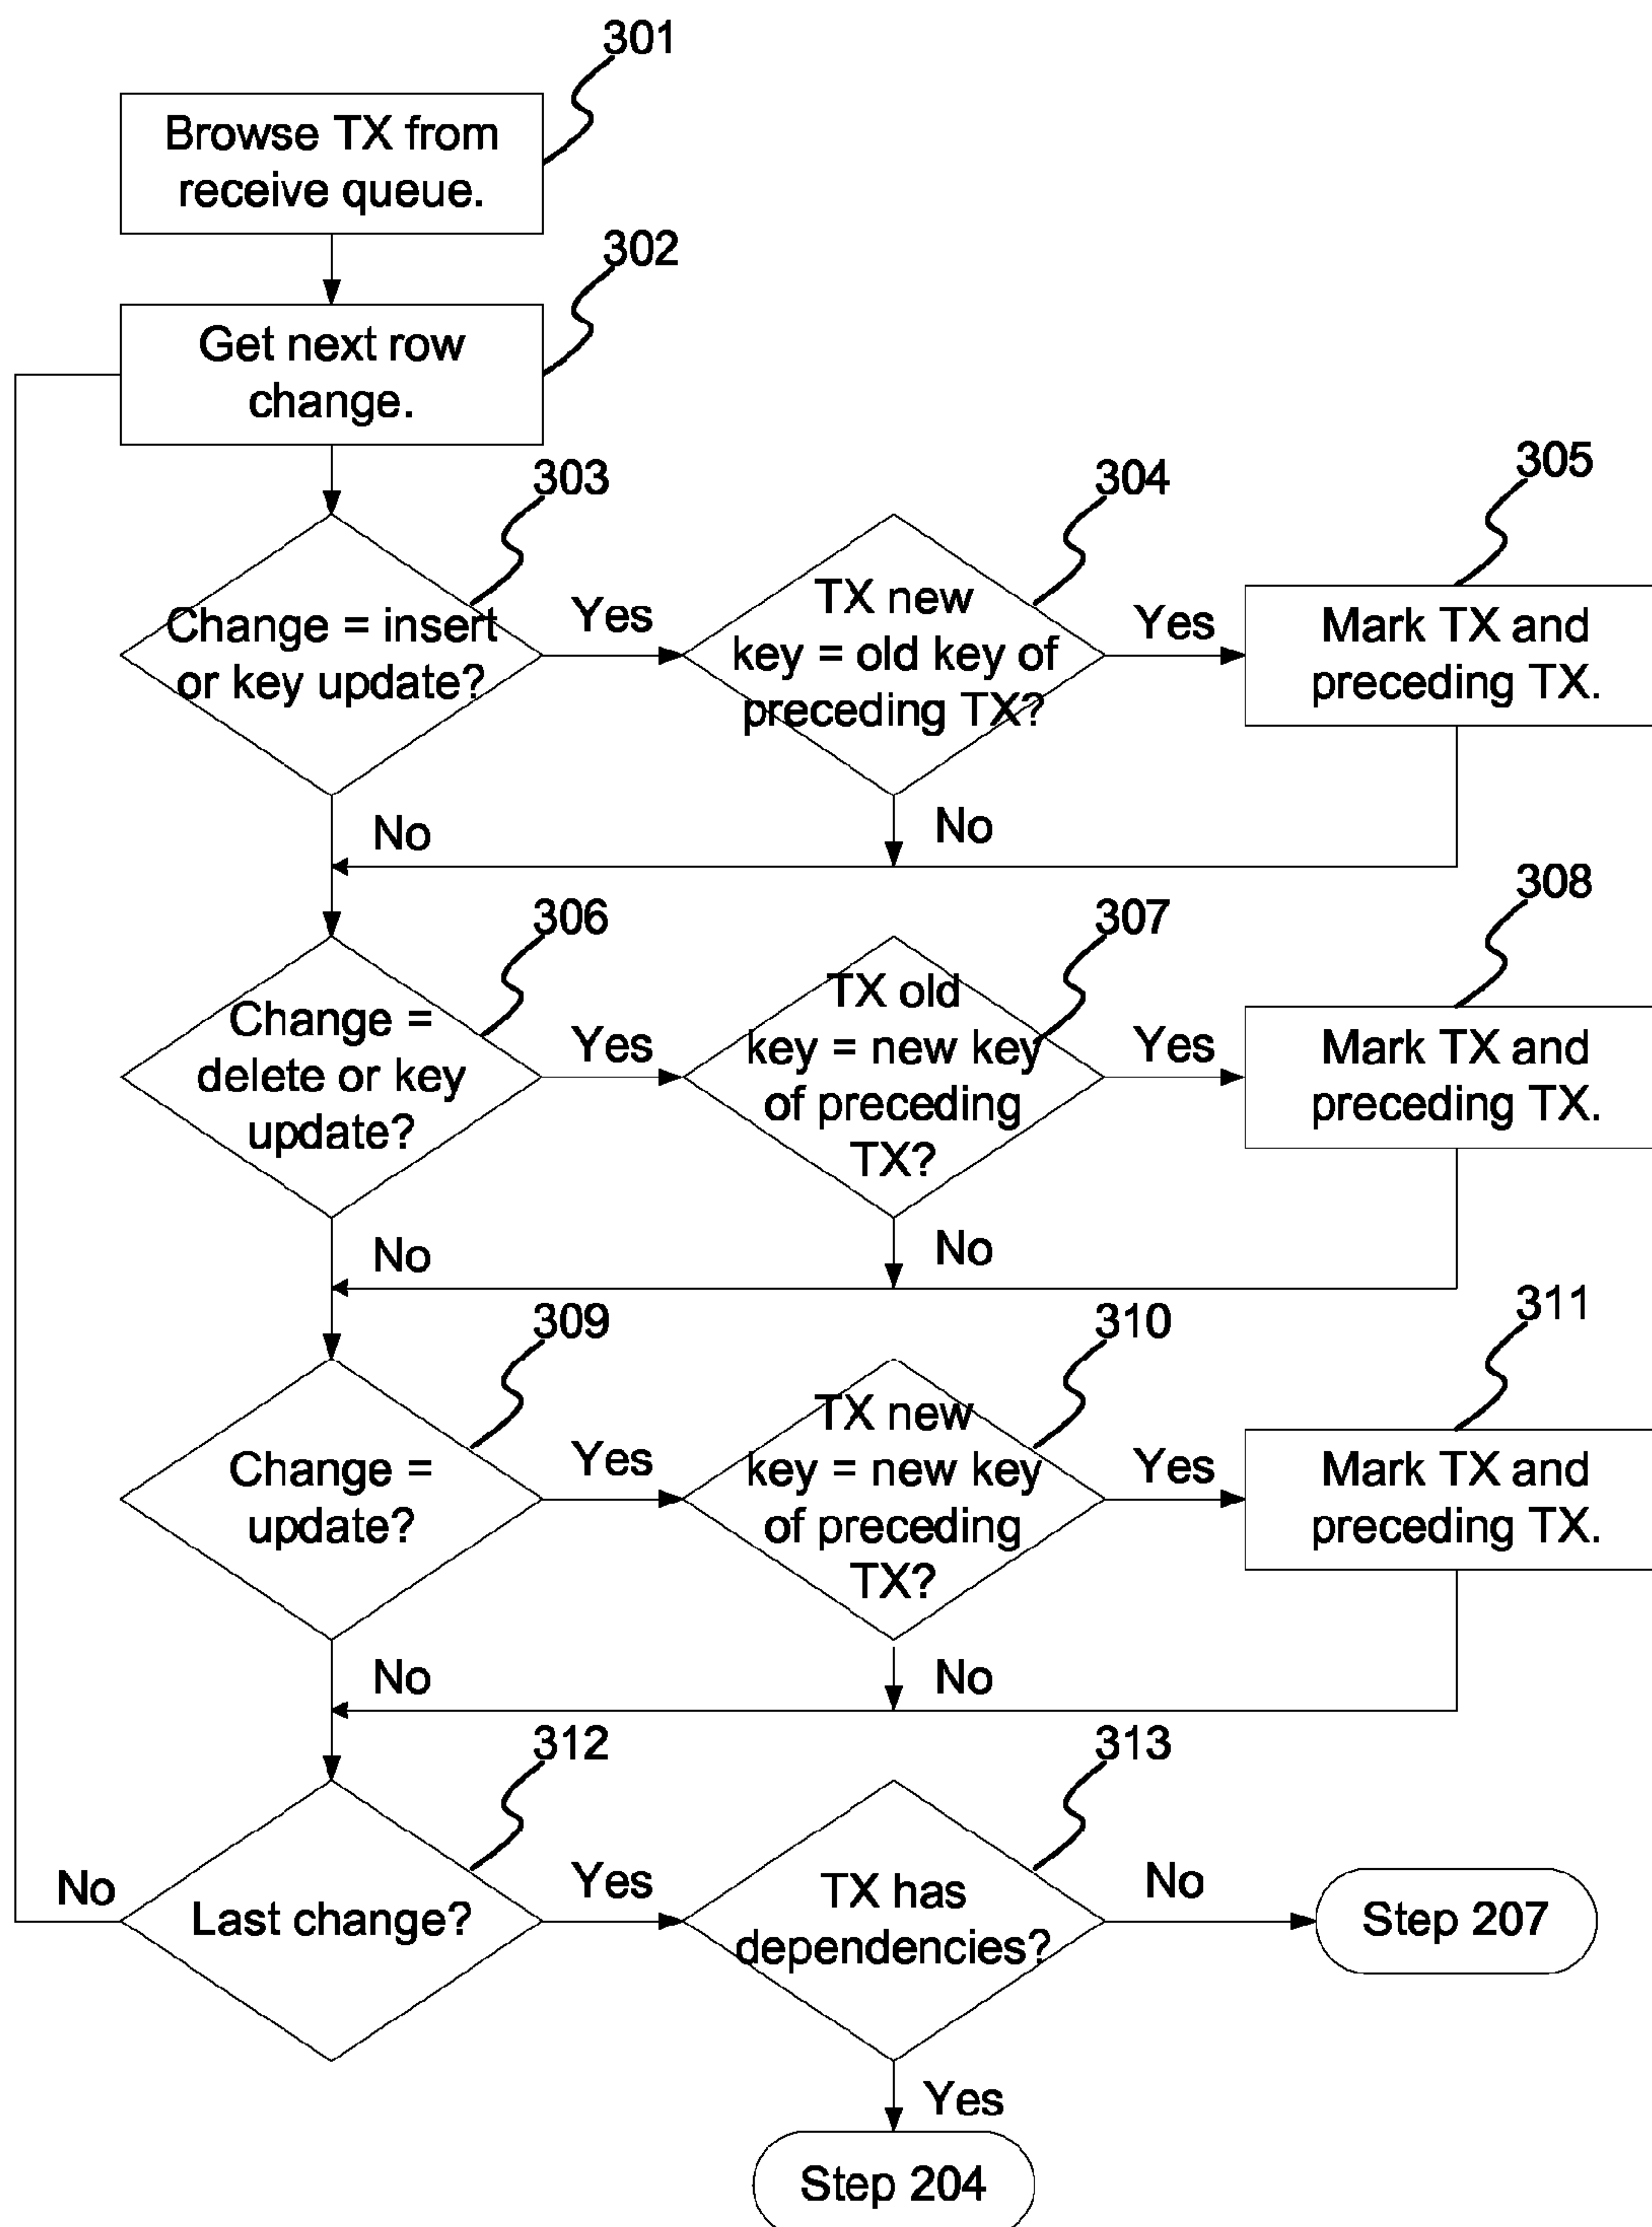 301
Browse TX from
receive queue.
302
Get next row
change.
303
304
305
Change = insert
or key update?
Yes
TX new
key = old key of
preceding TX?
Yes
Mark TX and
preceding TX.
No
No
306
307
308
Change =
delete or key
update?
Yes
TX old
key = new key
of preceding
TX?
Yes
Mark TX and
preceding TX.
No
No
309
310
311
Change =
update?
Yes
TX new
key = new key
of preceding
TX?
Yes
Mark TX and
preceding TX.
No
No
312
313
No
Last change?
Yes
TX has
dependencies?
No
Step 207
Yes
Step 204